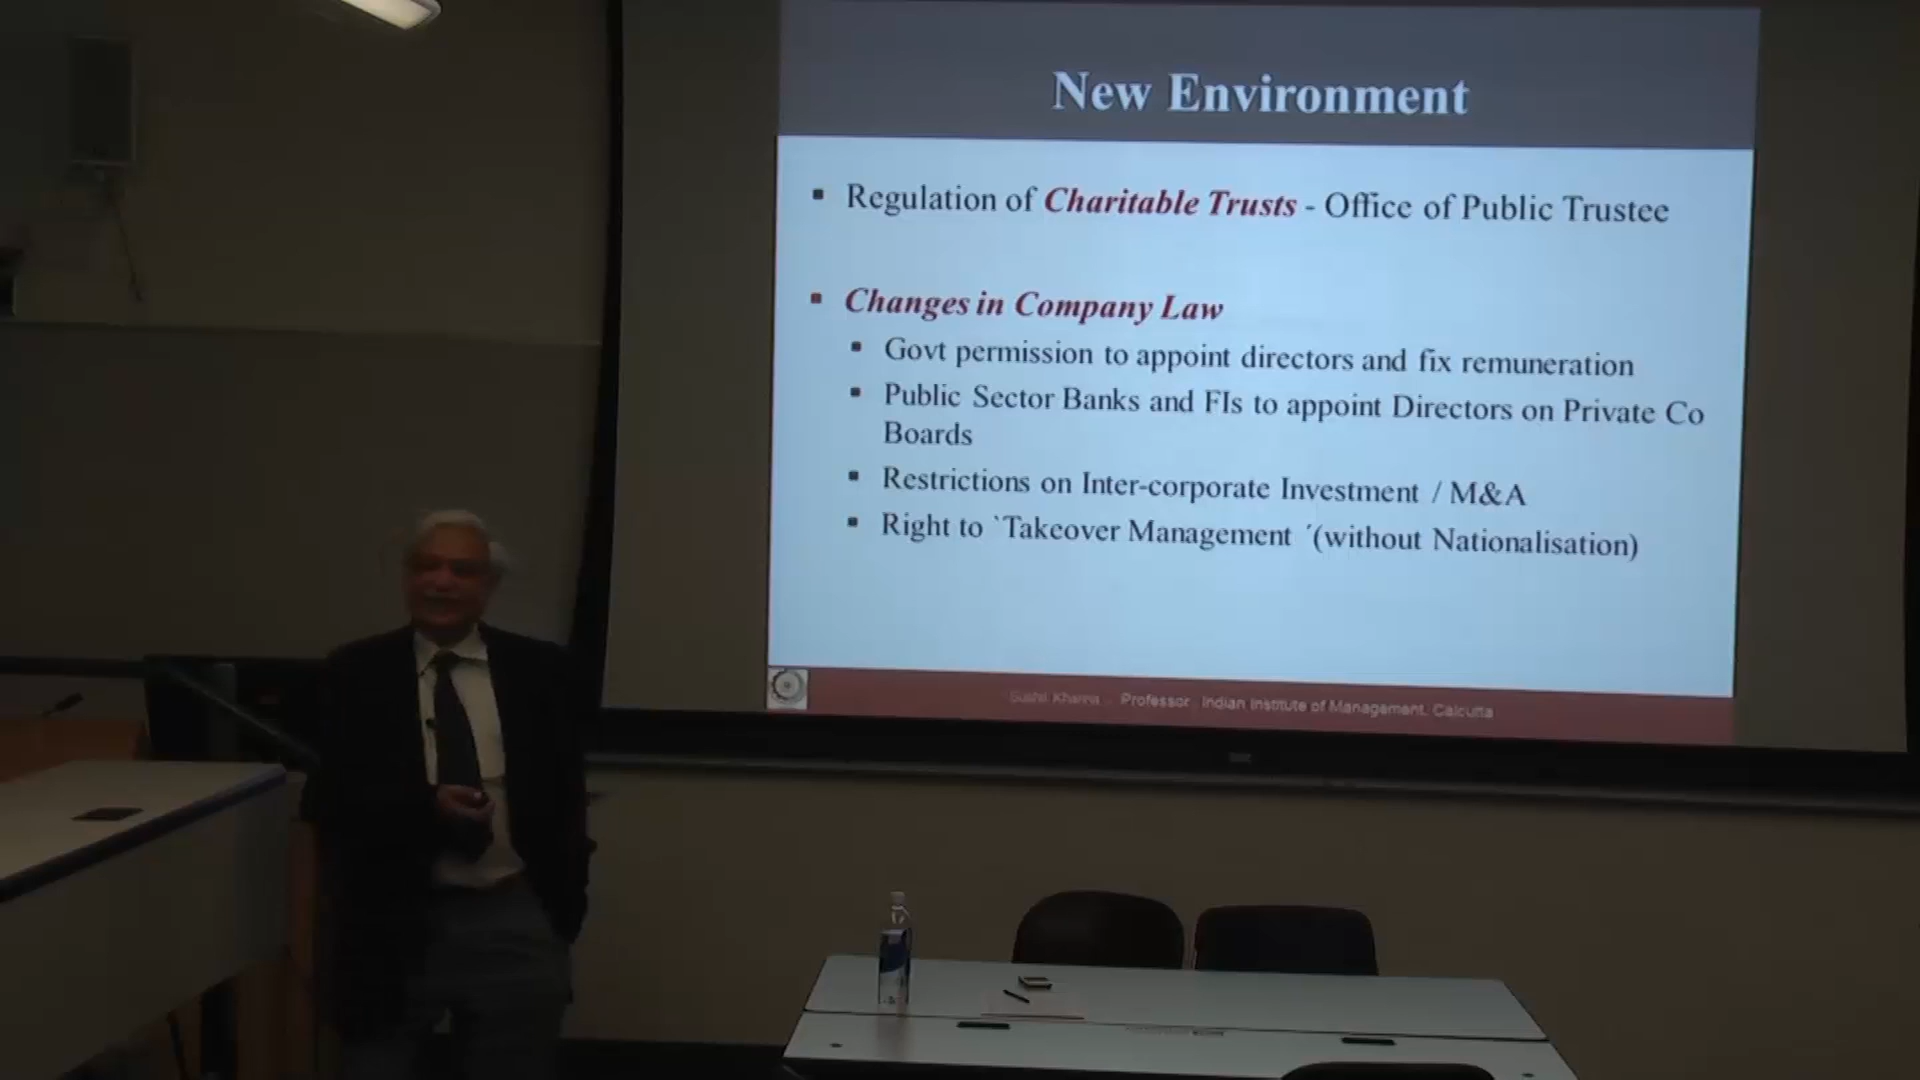 New Environment
Regulation of Charitable Trusts - Office of Public Trustee
Changes in Company Law
Govt permission to appoint directors and fix remuneration
Public Sector Banks and FIs to appoint Directors on Private Co
Boards
Restrictions on Inter-corporate Investment / M&A
Right to `Takeover Management ´(without Nationalisation)
Sushil Khanna Professor Indian Institute of Management, Calcutta